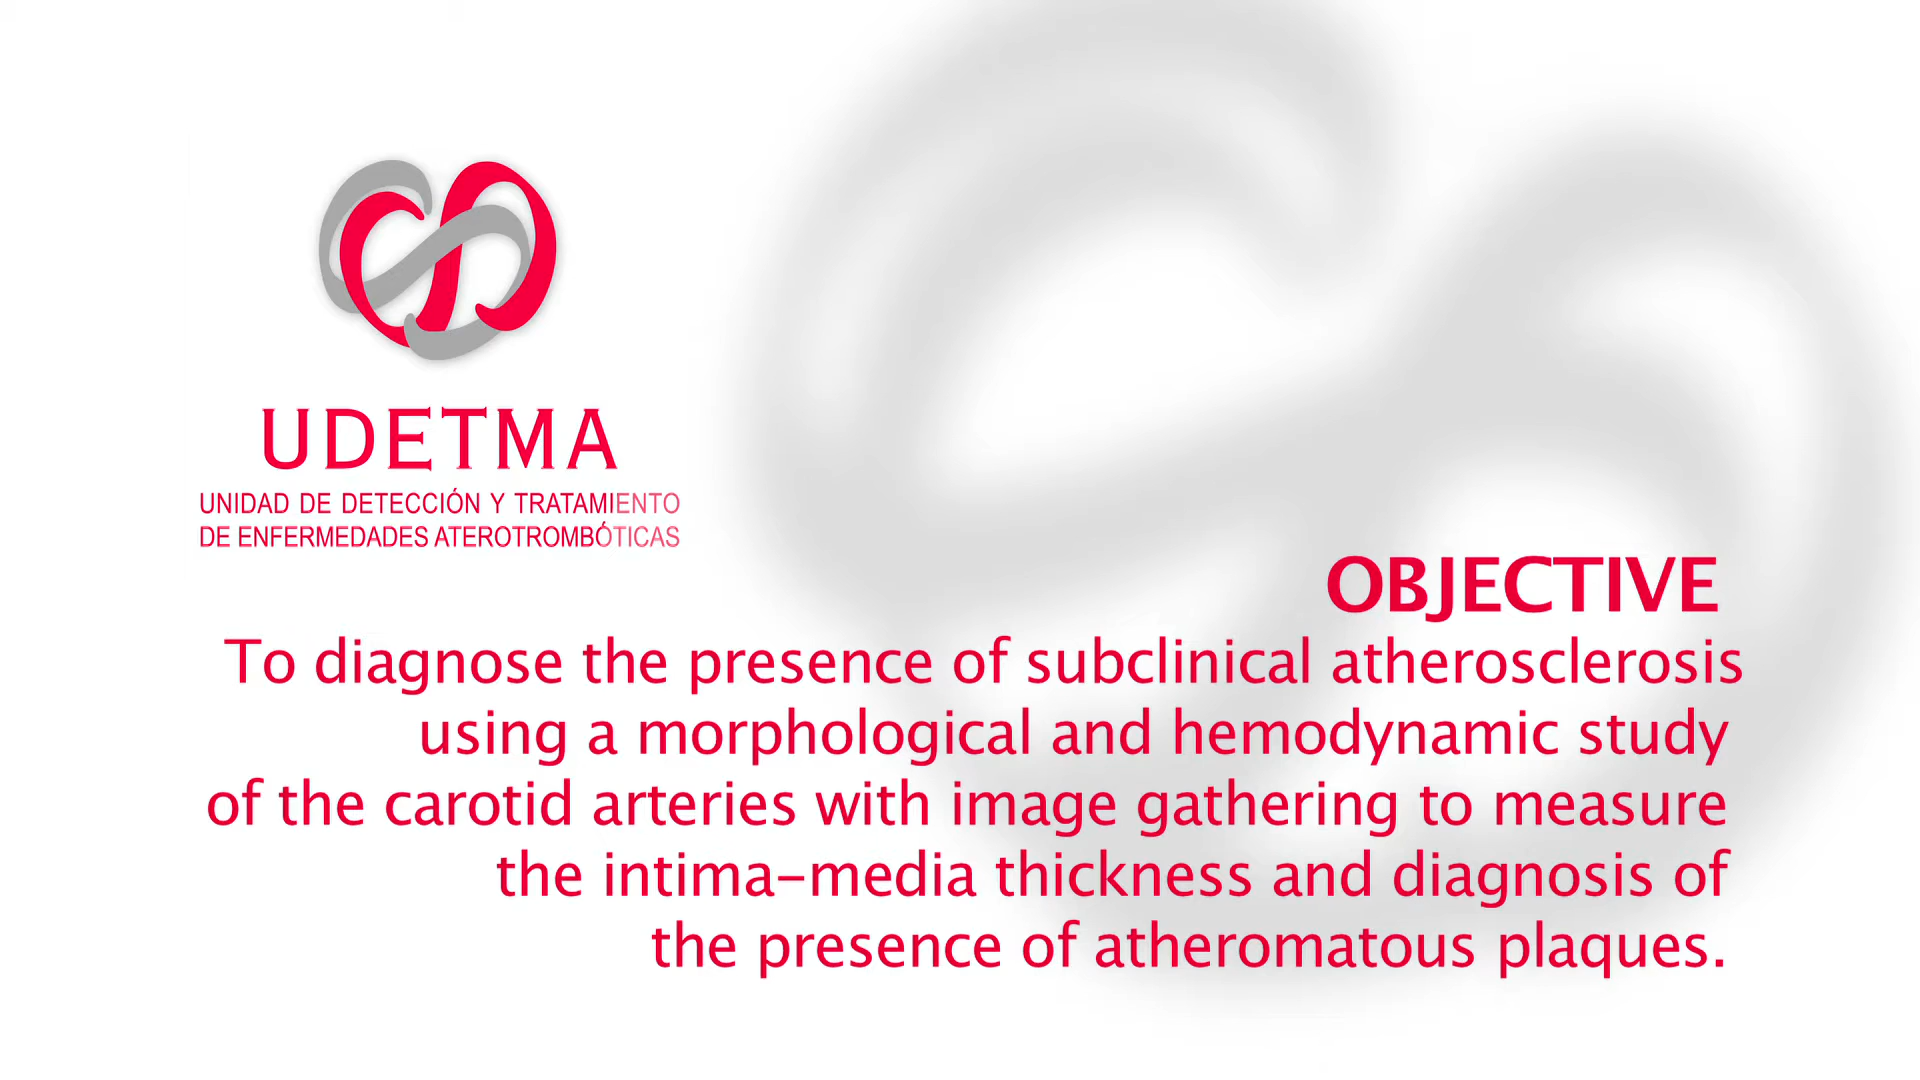 UDETMA
UNIDAD DE DETECCIÓN Y TRATAMIENTO
DE ENFERMEDADES ATEROTROMBÓTICAS
OBJECTIVE
To diagnose the presence of subclinical atherosclerosis
using a morphological and hemodynamic study
of the carotid arteries with image gathering to measure
the intima-media thickness and diagnosis of
the presence of atheromatous plaques.